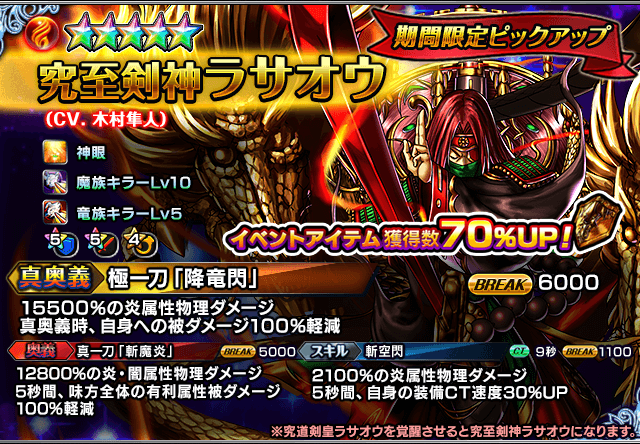 期間限定ピックアップ
究至剣神ラサオウ
(CV. 木村隼人)
神眼
魔族キラーLv10
竜族キラーLv5
5 5 4
イベントアイテム獲得数70%UP!
真奥義 極一刀「降竜閃」 BREAK 6000
15500%の炎属性物理ダメージ
真奥義時、自身への被ダメージ100%軽減
奥義 真一刀「斬魔炎」 BREAK 5000 スキル 斬空閃 CT 9秒 BREAK 1100
12800%の炎・闇属性物理ダメージ
5秒間、味方全体の有利属性被ダメージ
100%軽減
2100%の炎属性物理ダメージ
5秒間、自身の装備CT速度30%UP
※究道剣皇ラサオウを覚醒させると究至剣神ラサオウになります。